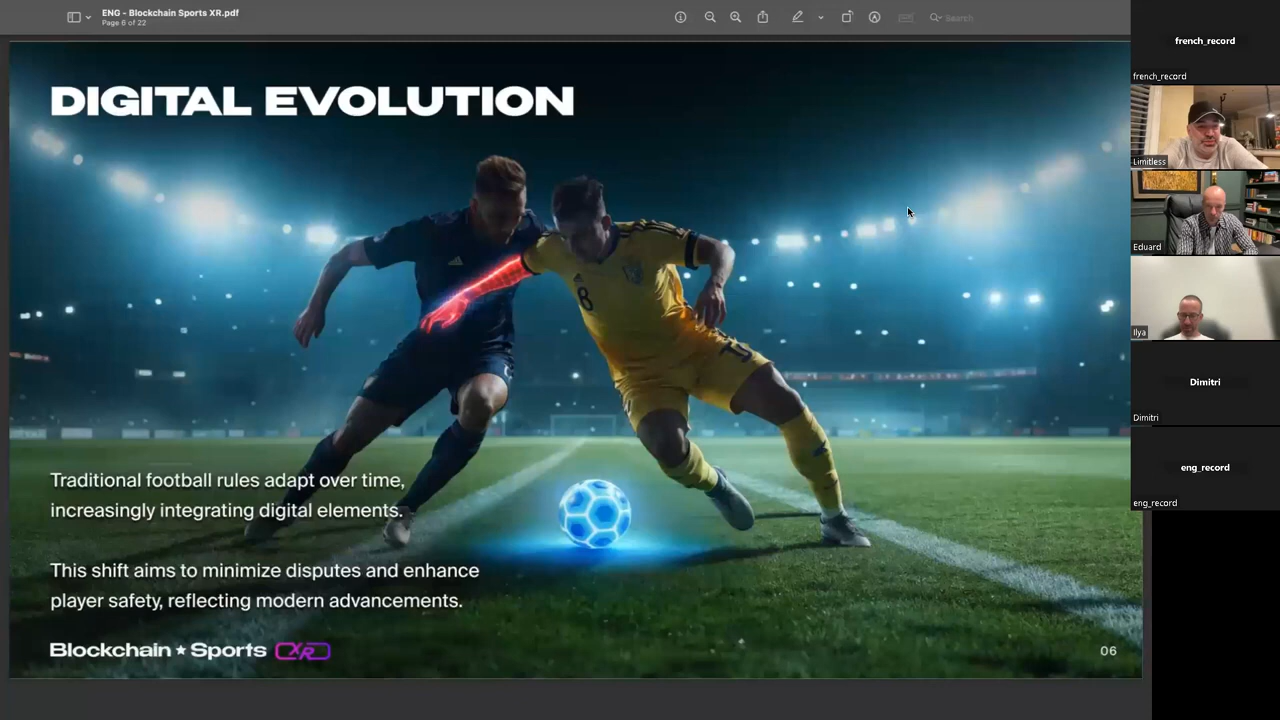 ENG - Blockchain Sports XR.pdf
Page 6 of 22
Search
DIGITAL EVOLUTION
8
Traditional football rules adapt over time,
increasingly integrating digital elements.
This shift aims to minimize disputes and enhance
player safety, reflecting modern advancements.
Blockchain ★ Sports XR
06
french_record
french_record
Limitless
Eduard
Ilya
Dimitri
Dimitri
eng_record
eng_record